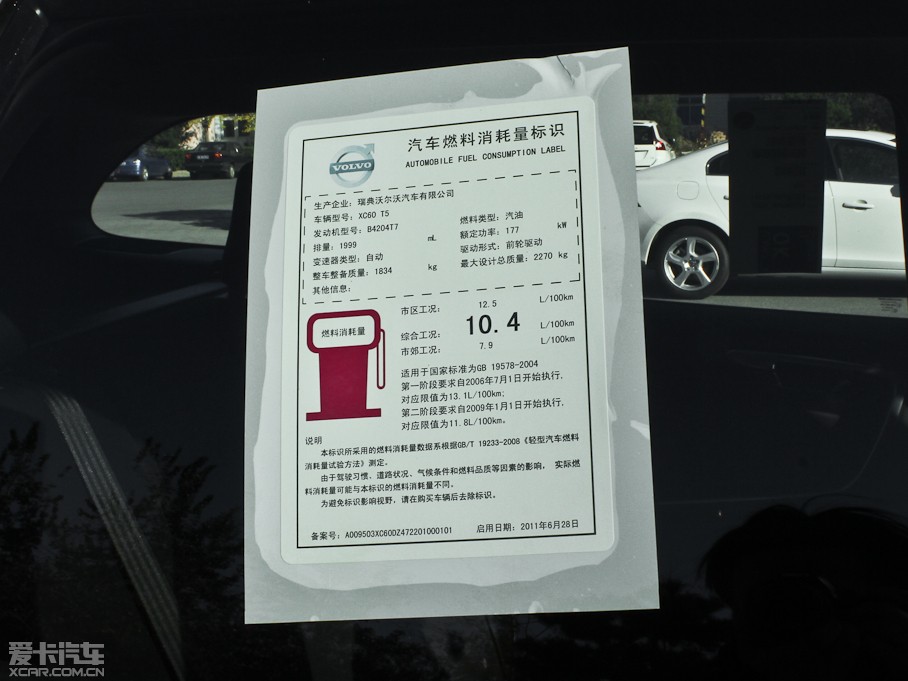 汽车燃料消耗量标识
AUTOMOBILE FUEL CONSUMPTION LABEL
VOLVO
生产企业：瑞典沃尔沃汽车有限公司
车辆型号：XC60 T5
发动机型号：B4204T7 燃料类型：汽油
排量：1999 mL 额定功率：177 kW
变速器类型：自动 驱动形式：前轮驱动
整车整备质量：1834 kg 最大设计总质量：2270 kg
其他信息：
燃料消耗量
市区工况： 12.5 L/100km
综合工况： 10.4 L/100km
市郊工况： 7.9 L/100km
适用于国家标准为GB 19578-2004
第一阶段要求自2006年7月1日开始执行，
对应限值为13.1L/100km；
第二阶段要求自2009年1月1日开始执行，
对应限值为11.8L/100km。
说明
本标识所采用的燃料消耗量数据系根据GB/T 19233-2008《轻型汽车燃料
消耗量试验方法》测定。
由于驾驶习惯、道路状况、气候条件和燃料品质等因素的影响， 实际燃
料消耗量可能与本标识的燃料消耗量不同。
为避免标识影响视野，请在购买车辆后去除标识。
备案号：A009503XC60DZ472201000101 启用日期：2011年6月28日
爱卡汽车
XCAR.COM.CN